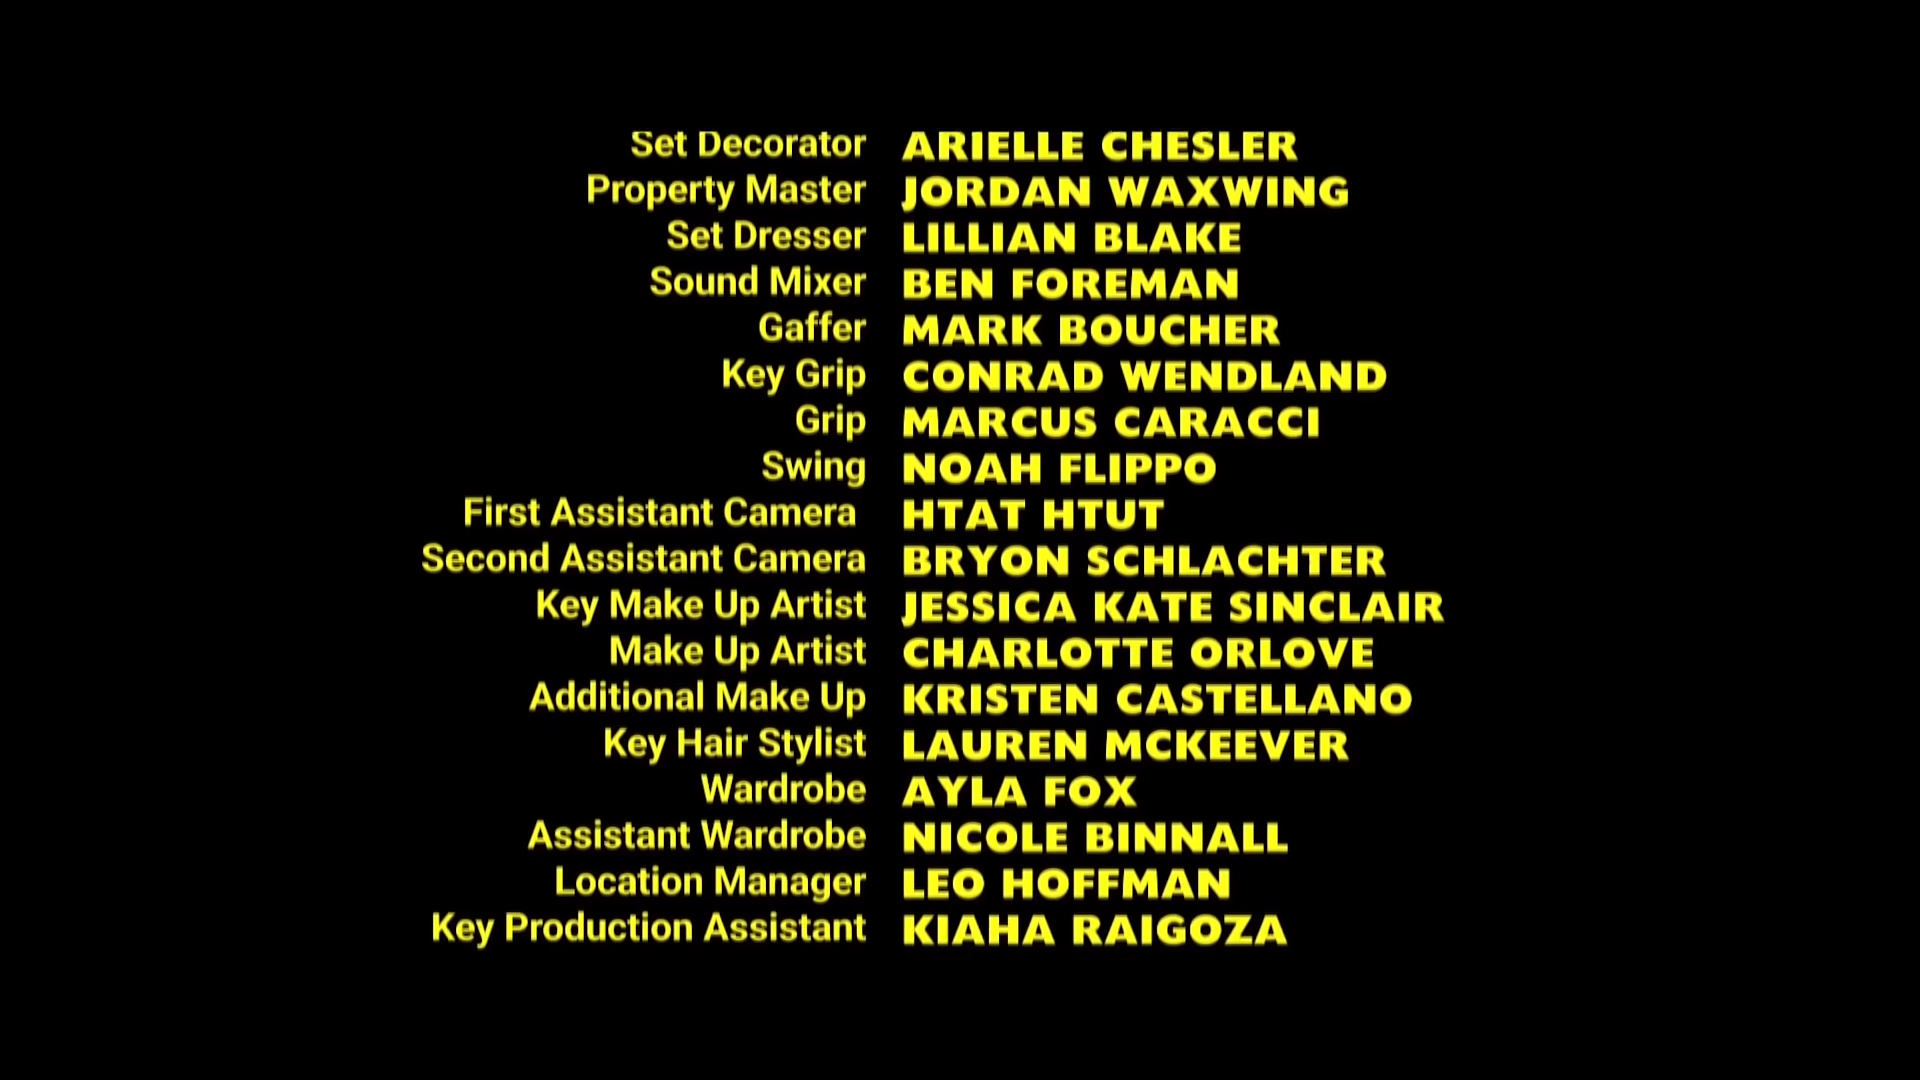 Set Decorator ARIELLE CHESLER
Property Master JORDAN WAXWING
Set Dresser LILLIAN BLAKE
Sound Mixer BEN FOREMAN
Gaffer MARK BOUCHER
Key Grip CONRAD WENDLAND
Grip MARCUS CARACCI
Swing NOAH FLIPPO
First Assistant Camera HTAT HTUT
Second Assistant Camera BRYON SCHLACHTER
Key Make Up Artist JESSICA KATE SINCLAIR
Make Up Artist CHARLOTTE ORLOVE
Additional Make Up KRISTEN CASTELLANO
Key Hair Stylist LAUREN MCKEEVER
Wardrobe AYLA FOX
Assistant Wardrobe NICOLE BINNALL
Location Manager LEO HOFFMAN
Key Production Assistant KIAHA RAIGOZA